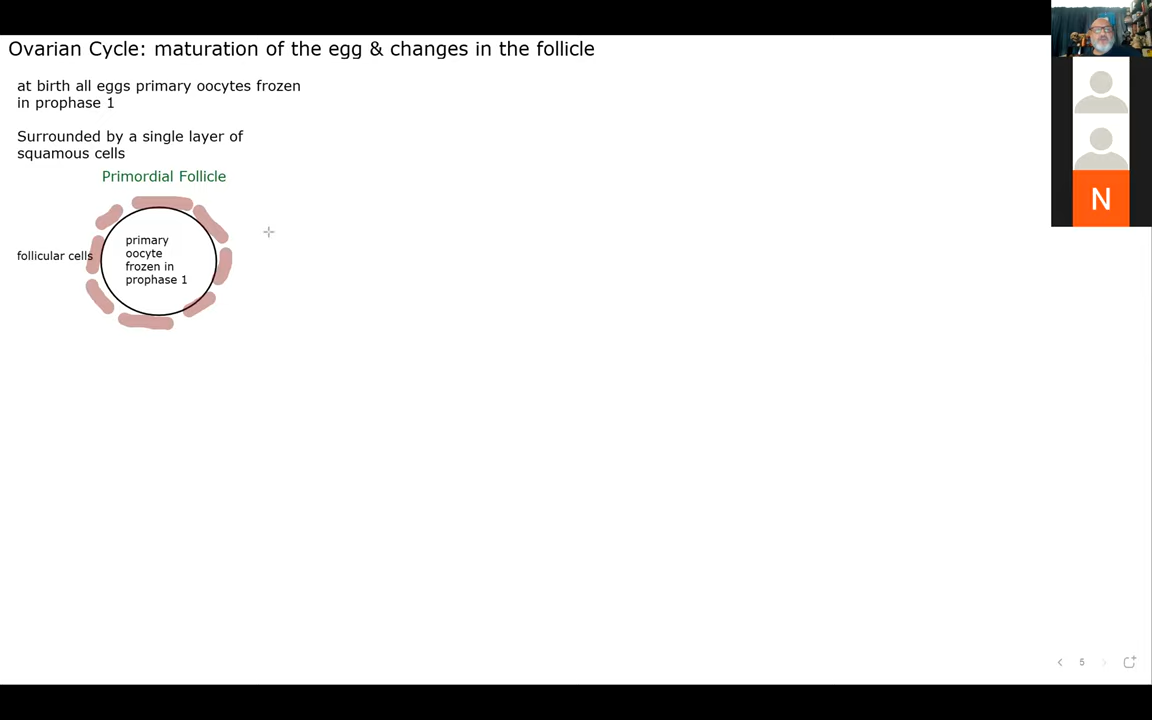 Ovarian Cycle: maturation of the egg & changes in the follicle
at birth all eggs primary oocytes frozen
in prophase 1
Surrounded by a single layer of
squamous cells
Primordial Follicle
follicular cells
primary
oocyte
frozen in
prophase 1
N
5